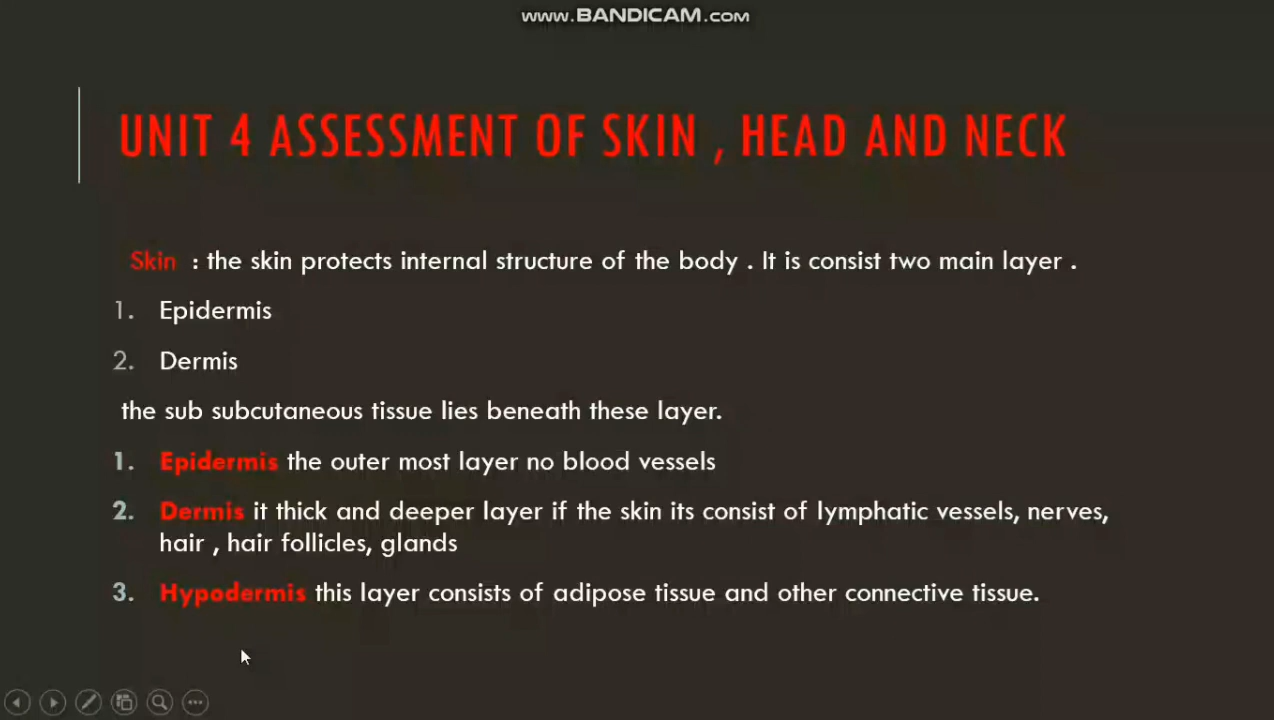 www.BANDICAM.com
UNIT 4 ASSESSMENT OF SKIN , HEAD AND NECK
Skin : the skin protects internal structure of the body . It is consist two main layer .
1. Epidermis
2. Dermis
the sub subcutaneous tissue lies beneath these layer.
1. Epidermis the outer most layer no blood vessels
2. Dermis it thick and deeper layer if the skin its consist of lymphatic vessels, nerves,
hair , hair follicles, glands
3. Hypodermis this layer consists of adipose tissue and other connective tissue.